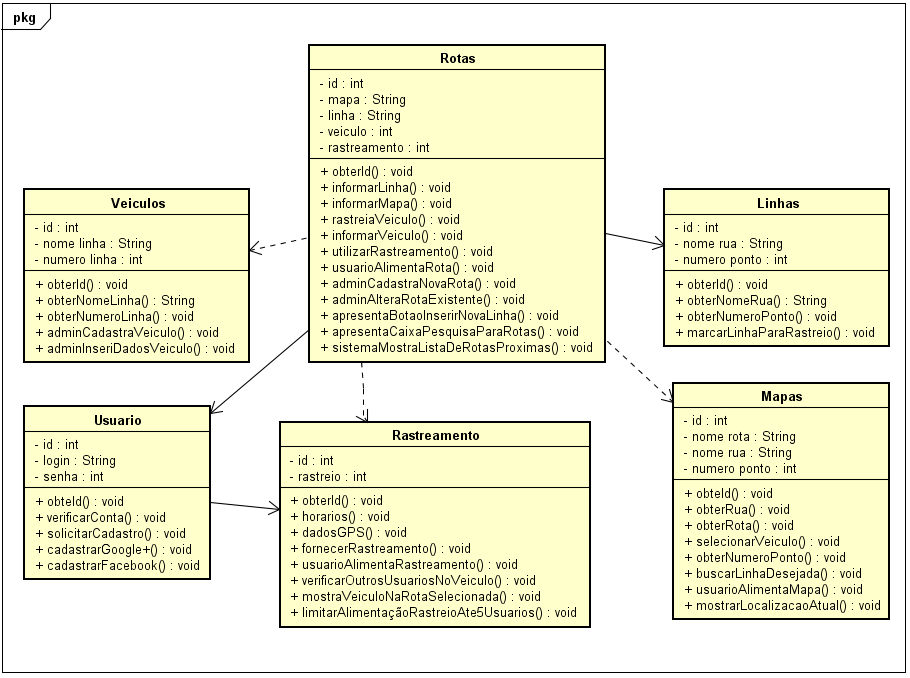 pkg
Rotas
- id : int
- mapa : String
- linha : String
- veiculo : int
- rastreamento : int
+ obterId() : void
+ informarLinha() : void
+ informarMapa() : void
+ rastreiaVeiculo() : void
+ informarVeiculo() : void
+ utilizarRastreamento() : void
+ usuarioAlimentaRota() : void
+ adminCadastraNovaRota() : void
+ adminAlteraRotaExistente() : void
+ apresentaBotaoInserirNovaLinha() : void
+ apresentaCaixaPesquisaParaRotas() : void
+ sistemaMostraListaDeRotasProximas() : void
Veiculos
- id : int
- nome linha : String
- numero linha : int
+ obterId() : void
+ obterNomeLinha() : String
+ obterNumeroLinha() : void
+ adminCadastraVeiculo() : void
+ adminInseriDadosVeiculo() : void
Linhas
- id : int
- nome rua : String
- numero ponto : int
+ obterId() : void
+ obterNomeRua() : String
+ obterNumeroPonto() : void
+ marcarLinhaParaRastreio() : void
Usuario
- id : int
- login : String
- senha : int
+ obteId() : void
+ verificarConta() : void
+ solicitarCadastro() : void
+ cadastrarGoogle+() : void
+ cadastrarFacebook() : void
Rastreamento
- id : int
- rastreio : int
+ obterId() : void
+ horarios() : void
+ dadosGPS() : void
+ fornecerRastreamento() : void
+ usuarioAlimentaRastreamento() : void
+ verificarOutrosUsuariosNoVeiculo() : void
+ mostraVeiculoNaRotaSelecionada() : void
+ limitarAlimentaçãoRastreioAte5Usuarios() : void
Mapas
- id : int
- nome rota : String
- nome rua : String
- numero ponto : int
+ obteId() : void
+ obterRua() : void
+ obterRota() : void
+ selecionarVeiculo() : void
+ obterNumeroPonto() : void
+ buscarLinhaDesejada() : void
+ usuarioAlimentaMapa() : void
+ mostrarLocalizacaoAtual() : void